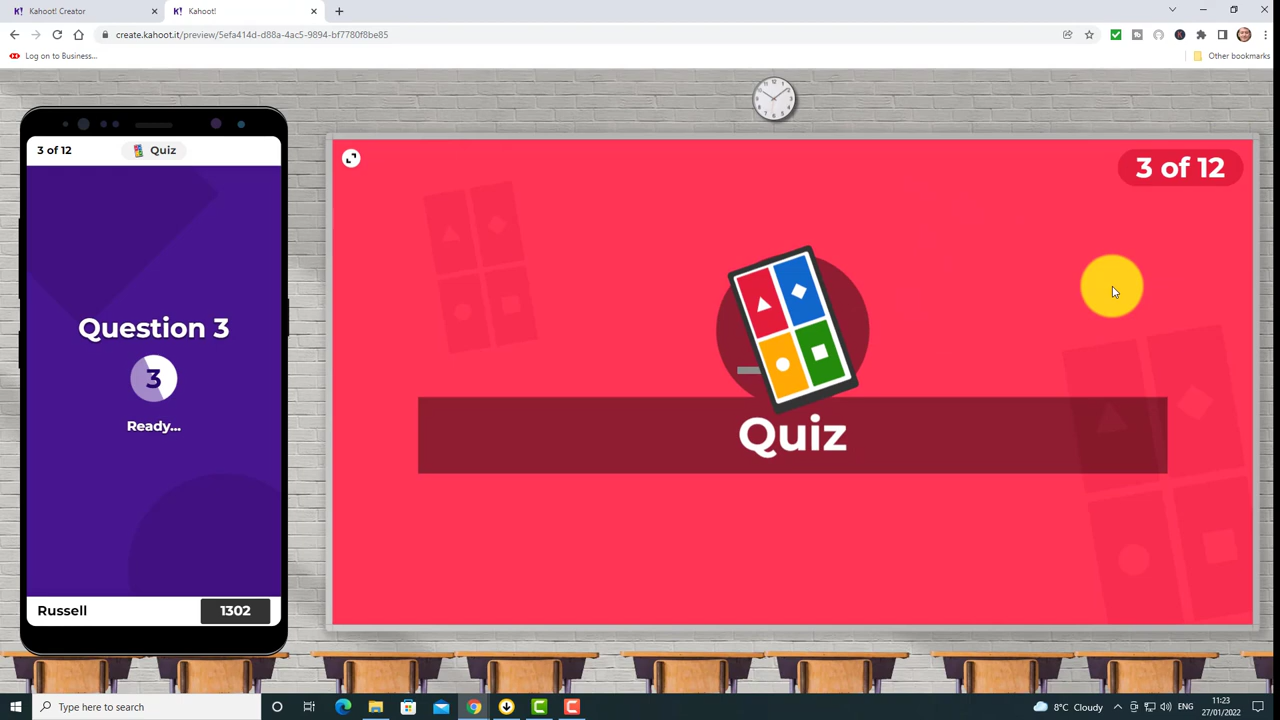 K! Kahoot! Creator
K! Kahoot!
create.kahoot.it/preview/5efa414d-d88a-4ac5-9894-bf7780f8be85
Log on to Business...
Other bookmarks
3 of 12
Quiz
Question 3
3
Ready...
Russell
1302
3 of 12
Quiz
Type here to search
8°C Cloudy
ENG
11:23
27/01/2022